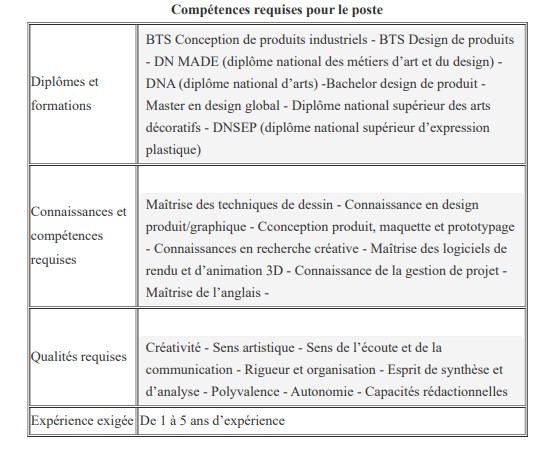 Compétences requises pour le poste
Diplômes et
formations
BTS Conception de produits industriels - BTS Design de produits
- DN MADE (diplôme national des métiers d’art et du design) -
DNA (diplôme national d’arts) -Bachelor design de produit -
Master en design global - Diplôme national supérieur des arts
décoratifs - DNSEP (diplôme national supérieur d’expression
plastique)
Connaissances et
compétences
requises
Maîtrise des techniques de dessin - Connaissance en design
produit/graphique - Cconception produit, maquette et prototypage
- Connaissances en recherche créative - Maîtrise des logiciels de
rendu et d’animation 3D - Connaissance de la gestion de projet -
Maîtrise de l’anglais -
Qualités requises
Créativité - Sens artistique - Sens de l’écoute et de la
communication - Rigueur et organisation - Esprit de synthèse et
d’analyse - Polyvalence - Autonomie - Capacités rédactionnelles
Expérience exigée
De 1 à 5 ans d’expérience